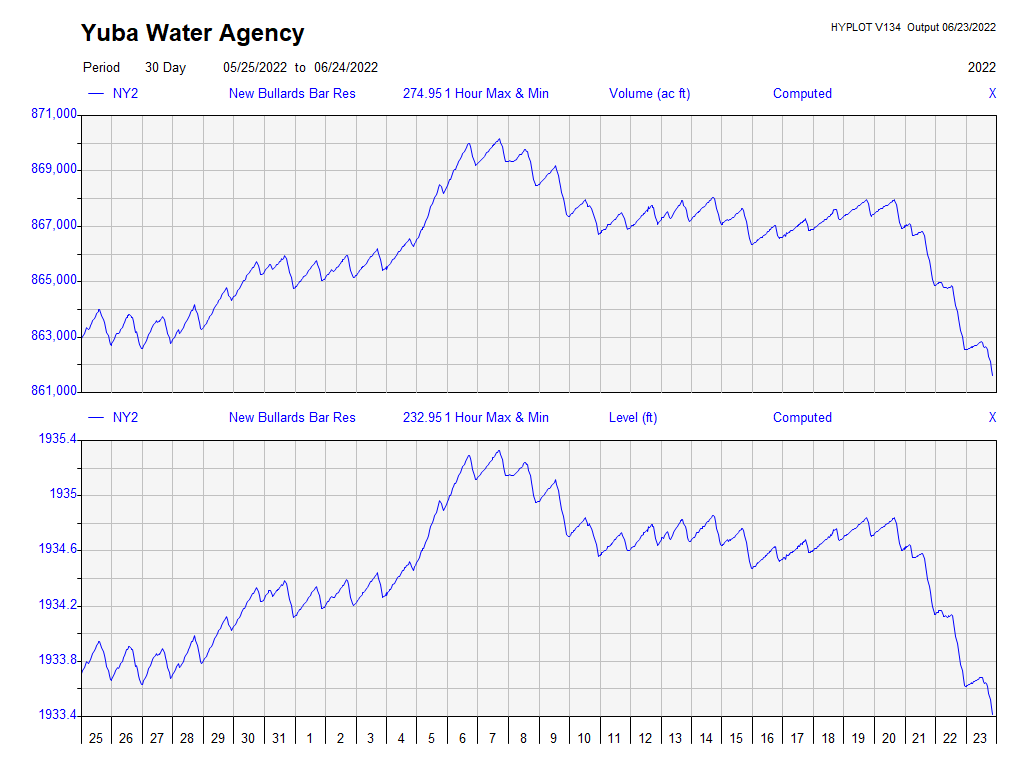 Yuba Water Agency
HYPLOT V134 Output 06/23/2022
Period 30 Day 05/25/2022 to 06/24/2022 2022
NY2 New Bullards Bar Res 274.95 1 Hour Max & Min Volume (ac ft) Computed X
871,000
869,000
867,000
865,000
863,000
861,000
NY2 New Bullards Bar Res 232.95 1 Hour Max & Min Level (ft) Computed X
1935.4
1935
1934.6
1934.2
1933.8
1933.4
25 26 27 28 29 30 31 1 2 3 4 5 6 7 8 9 10 11 12 13 14 15 16 17 18 19 20 21 22 23